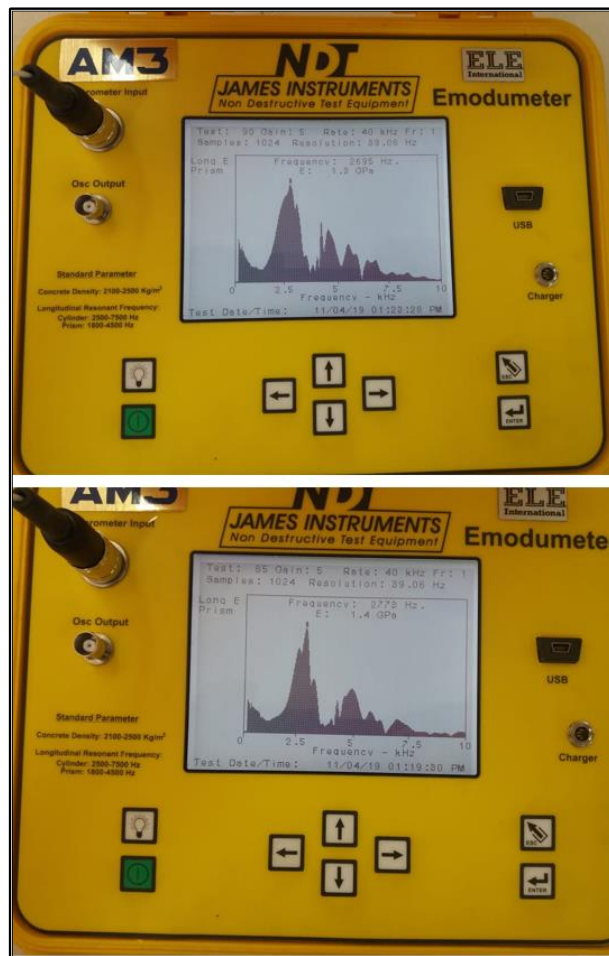 AM3
NDT
JAMES INSTRUMENTS
Non Destructive Test Equipment
ELE
International
Emodumeter
rometer Input
Osc Output
USB
Charger
Standard Parameter
Concrete Density: 2100-2500 Kg/m³
Longitudinal Resonant Frequency:
Cylinder: 2500-7500 Hz
Prism: 1800-4500 Hz
Test: 90 Gain: 5 Rate: 40 kHz Fr: 1
Samples: 1024 Resolution: 39.06 Hz
Long E Frequency: 2695 Hz.
Prism E: 1.3 GPa
0 2.5 5 7.5 10
Frequency - kHz
Test Date/Time: 11/04/19 01:22:28 PM
ESC
ENTER
AM3
NDT
JAMES INSTRUMENTS
Non Destructive Test Equipment
ELE
International
Emodumete
rometer Input
Osc Output
USB
Charger
Standard Parameter
Concrete Density: 2100-2500 Kg/m³
Longitudinal Resonant Frequency:
Cylinder: 2500-7500 Hz
Prism: 1800-4500 Hz
Test: 85 Gain: 5 Rate: 40 kHz Fr: 1
Samples: 1024 Resolution: 39.06 Hz
Long E Frequency: 2773 Hz.
Prism E: 1.4 GPa
0 2.5 5 7.5 10
Frequency - kHz
Test Date/Time: 11/04/19 01:19:30 PM
ESC
ENTER